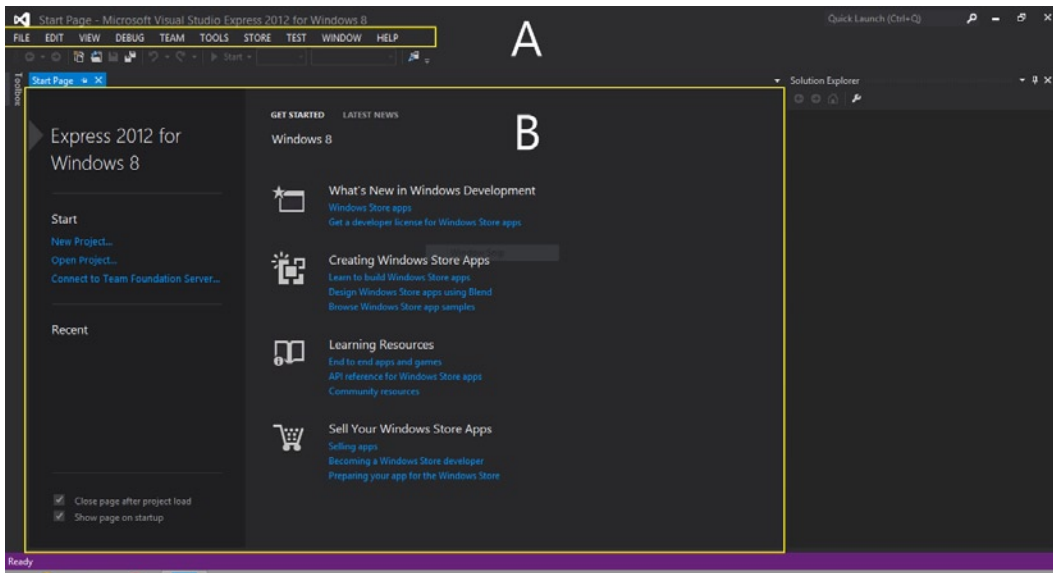 Start Page - Microsoft Visual Studio Express 2012 for Windows 8
Quick Launch (Ctrl+Q)
FILE EDIT VIEW DEBUG TEAM TOOLS STORE TEST WINDOW HELP
A
Start
Toolbox
Start Page
Solution Explorer
B
Express 2012 for
Windows 8
Start
New Project...
Open Project...
Connect to Team Foundation Server...
Recent
Close page after project load
Show page on startup
GET STARTED LATEST NEWS
Windows 8
What's New in Windows Development
Windows Store apps
Get a developer license for Windows Store apps
Creating Windows Store Apps
Learn to build Windows Store apps
Design Windows Store apps using Blend
Browse Windows Store app samples
Learning Resources
End to end apps and games
API reference for Windows Store apps
Community resources
Sell Your Windows Store Apps
Selling apps
Becoming a Windows Store developer
Preparing your app for the Windows Store
Ready